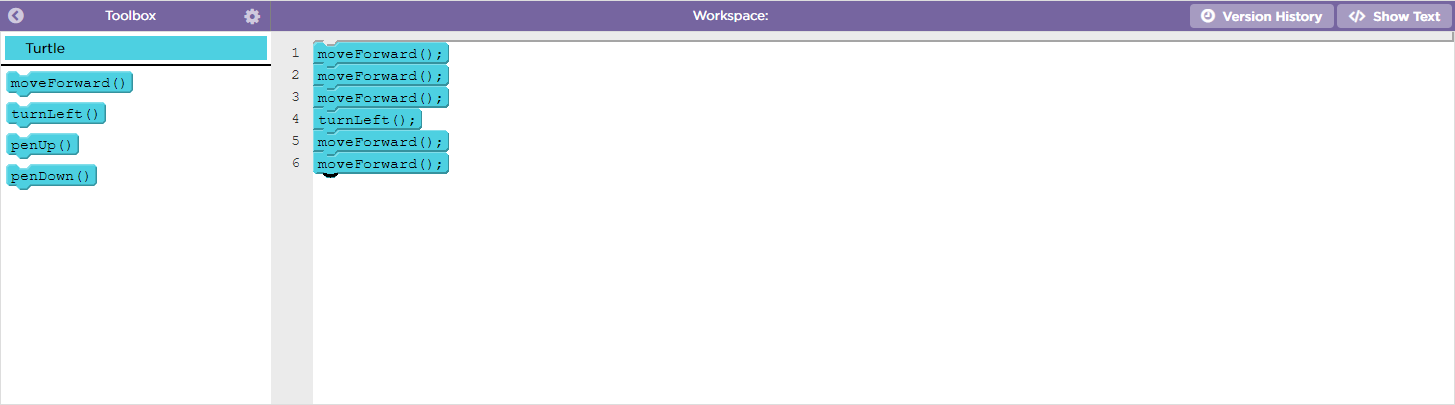 Toolbox
Workspace:
Version History
</> Show Text
Turtle
moveForward()
turnLeft()
penUp()
penDown()
1 moveForward();
2 moveForward();
3 moveForward();
4 turnLeft();
5 moveForward();
6 moveForward();